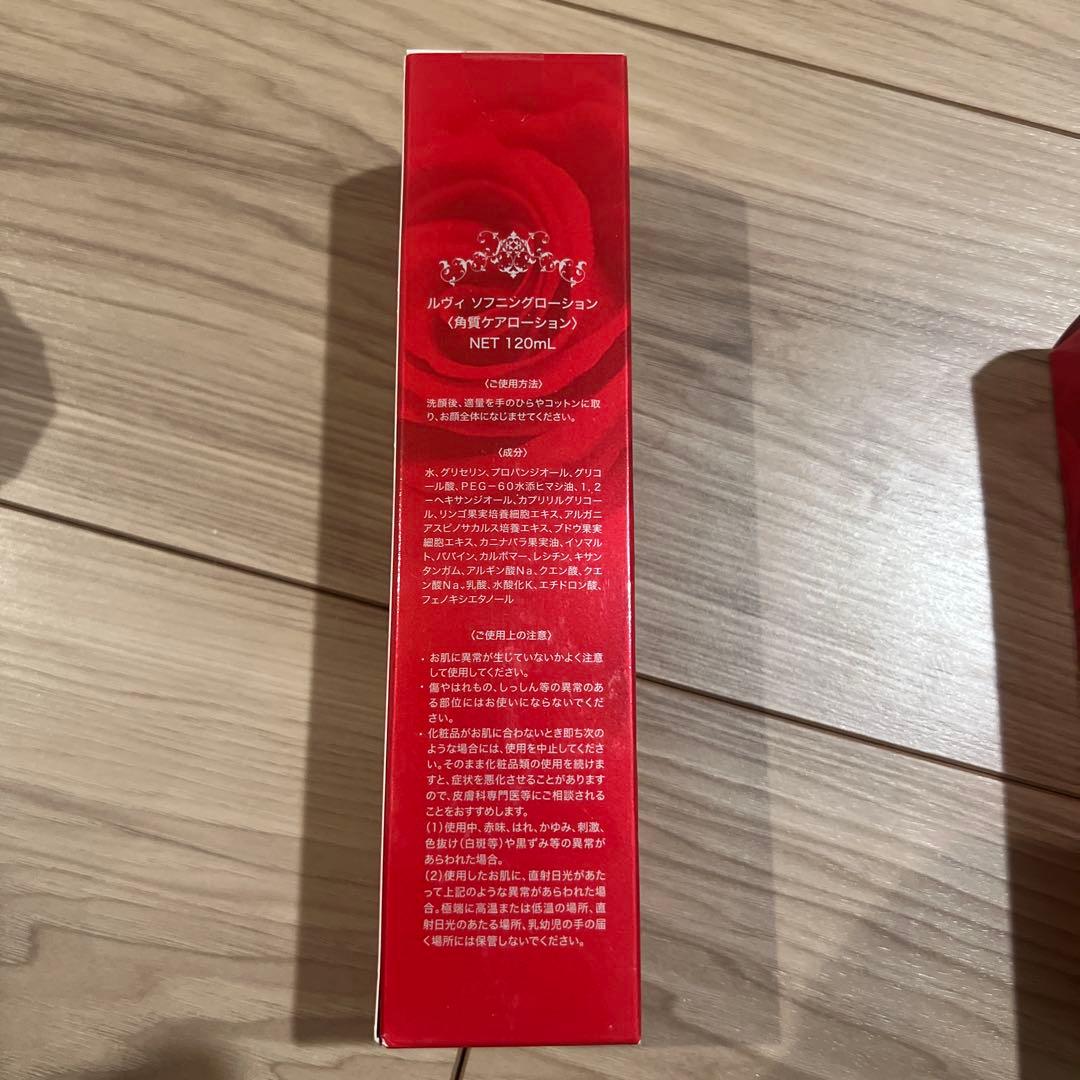 ルヴィ ソフニングローション
〈角質ケアローション〉
NET 120mL
〈ご使用方法〉
洗顔後、適量を手のひらやコットンに取
り、お顔全体になじませてください。
〈成分〉
水、グリセリン、プロパンジオール、グリコ
ール酸、PEG－60水添ヒマシ油、1，2
－ヘキサンジオール、カプリリルグリコー
ル、リンゴ果実培養細胞エキス、アルガニ
アスピノサカルス培養エキス、ブドウ果実
細胞エキス、カニナバラ果実油、イソマル
ト、パパイン、カルボマー、レシチン、キサ
ンタンガム、アルギン酸Na、クエン酸、クエ
ン酸Na、乳酸、水酸化K、エチドロン酸、
フェノキシエタノール
〈ご使用上の注意〉
・お肌に異常が生じていないかよく注意
して使用してください。
・傷やはれもの、しっしん等の異常のあ
る部位にはお使いにならないでくだ
さい。
・化粧品がお肌に合わないとき即ち次の
ような場合には、使用を中止してくださ
い。そのまま化粧品類の使用を続けま
すと、症状を悪化させることがあります
ので、皮膚科専門医等にご相談される
ことをおすすめします。
(1)使用中、赤味、はれ、かゆみ、刺激、
色抜け(白斑等)や黒ずみ等の異常が
あらわれた場合。
(2)使用したお肌に、直射日光があた
って上記のような異常があらわれた場
合。極端に高温または低温の場所、直
射日光のあたる場所、乳幼児の手の届
く場所には保管しないでください。